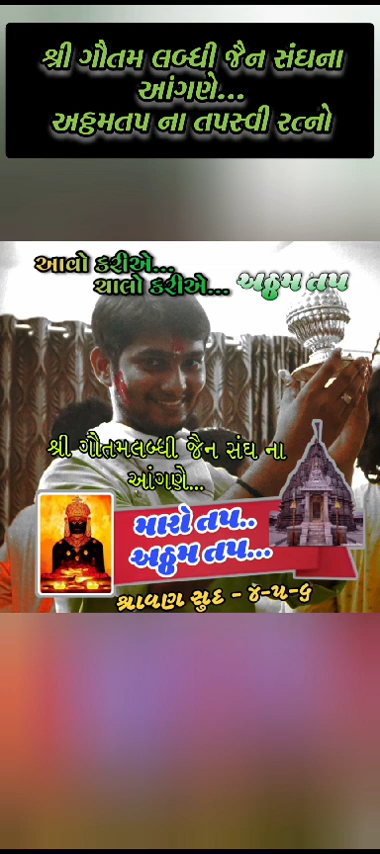 શ્રી ગૌતમ લબ્ધી જૈન સંઘના
આંગણે...
અઠ્ઠમતપ ના તપસ્વી રત્નો
આવો કરીએ...
ચાલો કરીએ...
અઠ્ઠમ તપ
શ્રી ગૌતમલબ્ધી જૈન સંઘ ના
આંગણે...
મારો તપ..
અઠ્ઠમ તપ...
શ્રાવણ સુદ - ૪-૫-૬